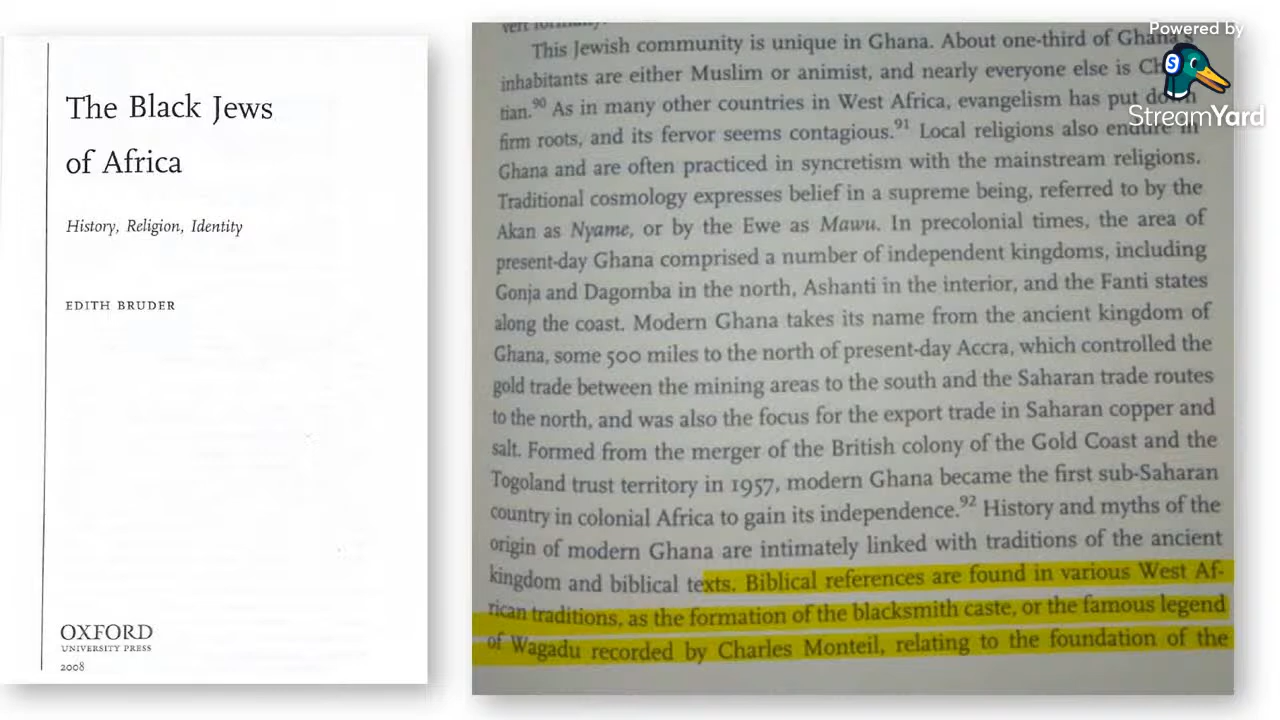 The Black Jews
of Africa
History, Religion, Identity
EDITH BRUDER
OXFORD
UNIVERSITY PRESS
2008
This Jewish community is unique in Ghana. About one-third of Ghana's
inhabitants are either Muslim or animist, and nearly everyone else is
tian.90 As in many other countries in West Africa, evangelism has put down
firm roots, and its fervor seems contagious.91 Local religions also endure in
Ghana and are often practiced in syncretism with the mainstream religions.
Traditional cosmology expresses belief in a supreme being, referred to by the
Akan as Nyame, or by the Ewe as Mawu. In precolonial times, the area of
present-day Ghana comprised a number of independent kingdoms, including
Gonja and Dagomba in the north, Ashanti in the interior, and the Fanti states
along the coast. Modern Ghana takes its name from the ancient kingdom of
Ghana, some 500 miles to the north of present-day Accra, which controlled the
gold trade between the mining areas to the south and the Saharan trade routes
to the north, and was also the focus for the export trade in Saharan copper and
salt. Formed from the merger of the British colony of the Gold Coast and the
Togoland trust territory in 1957, modern Ghana became the first sub-Saharan
country in colonial Africa to gain its independence.92 History and myths of the
origin of modern Ghana are intimately linked with traditions of the ancient
kingdom and biblical texts. Biblical references are found in various West Af-
rican traditions, as the formation of the blacksmith caste, or the famous legend
of Wagadu recorded by Charles Monteil, relating to the foundation of the
Powered by
S
StreamYard